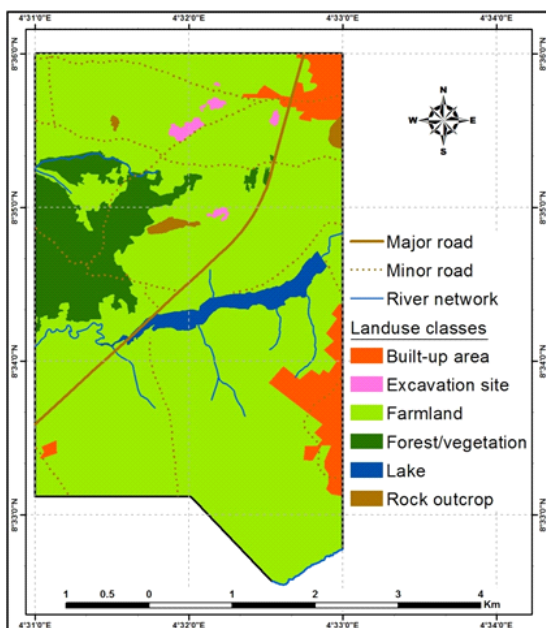 4°31'0"E 4°32'0"E 4°33'0"E 4°34'0"E
8°36'0"N 8°36'0"N
N
W E
S
8°35'0"N 8°35'0"N
Major road
Minor road
River network
Landuse classes
Built-up area
Excavation site
8°34'0"N 8°34'0"N
Farmland
Forest/vegetation
Lake
Rock outcrop
8°33'0"N 8°33'0"N
1 0.5 0 1 2 3 4
Km
4°31'0"E 4°32'0"E 4°33'0"E 4°34'0"E